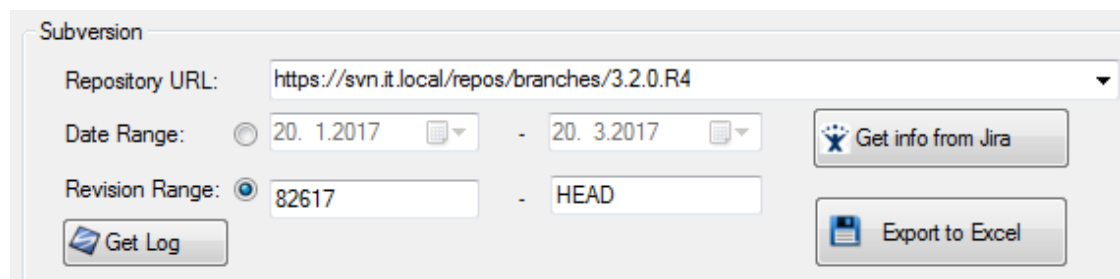 Subversion
Repository URL: https://svn.it.local/repos/branches/3.2.0.R4
Date Range: 20. 1.2017 - 20. 3.2017 Get info from Jira
Revision Range: 82617 - HEAD
Get Log Export to Excel